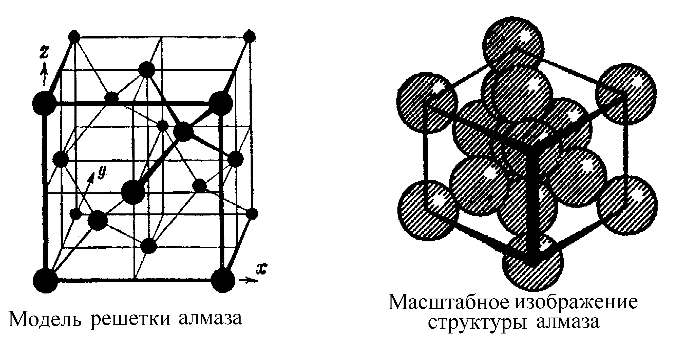 z
y
x
Модель решетки алмаза
Масштабное изображение
структуры алмаза